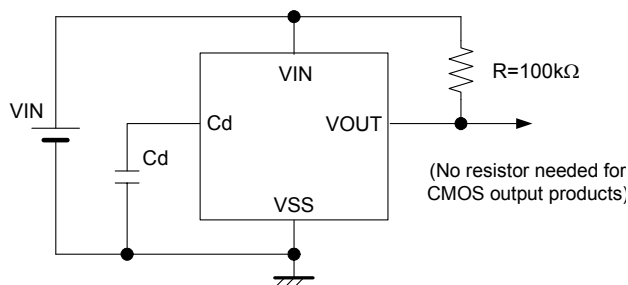 VIN
R=100kΩ
VIN
Cd
VOUT
Cd
(No resistor needed for
CMOS output products)
VSS